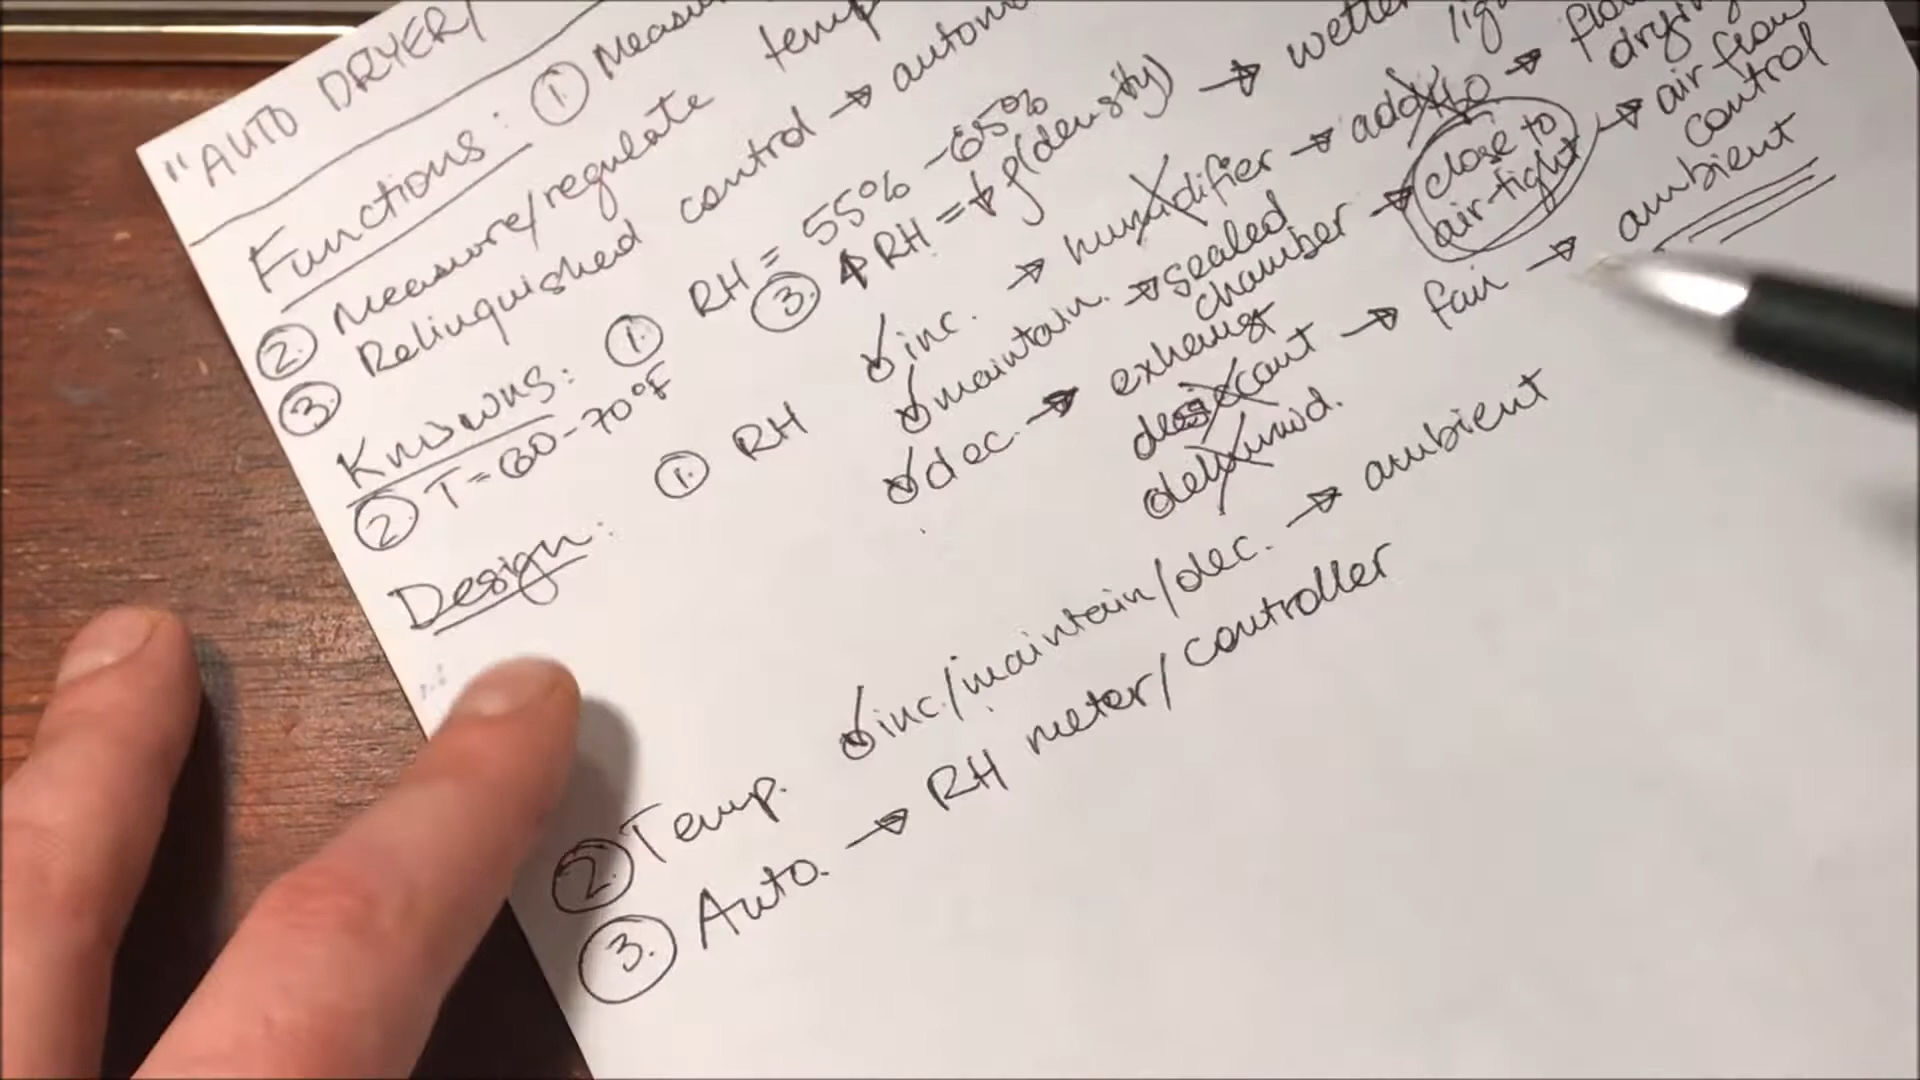 "AUTO DRYER"
Functions: ① Measur
② Measure/regulate temp
③ Relinquished control → autom
Knowns: ① RH = 55% - 65%
② T = 60 - 70°F
③ ↑ RH = f(density) → wetter
Design: ① RH
inc. → humidifier → add H2O → flow
maintain. → sealed chamber → close to air-tight → air flow control
dec. → exhaust
desiccant → fan → ambient
dehumid.
② Temp. inc./maintain/dec. → ambient
③ Auto. → RH meter/controller
drying